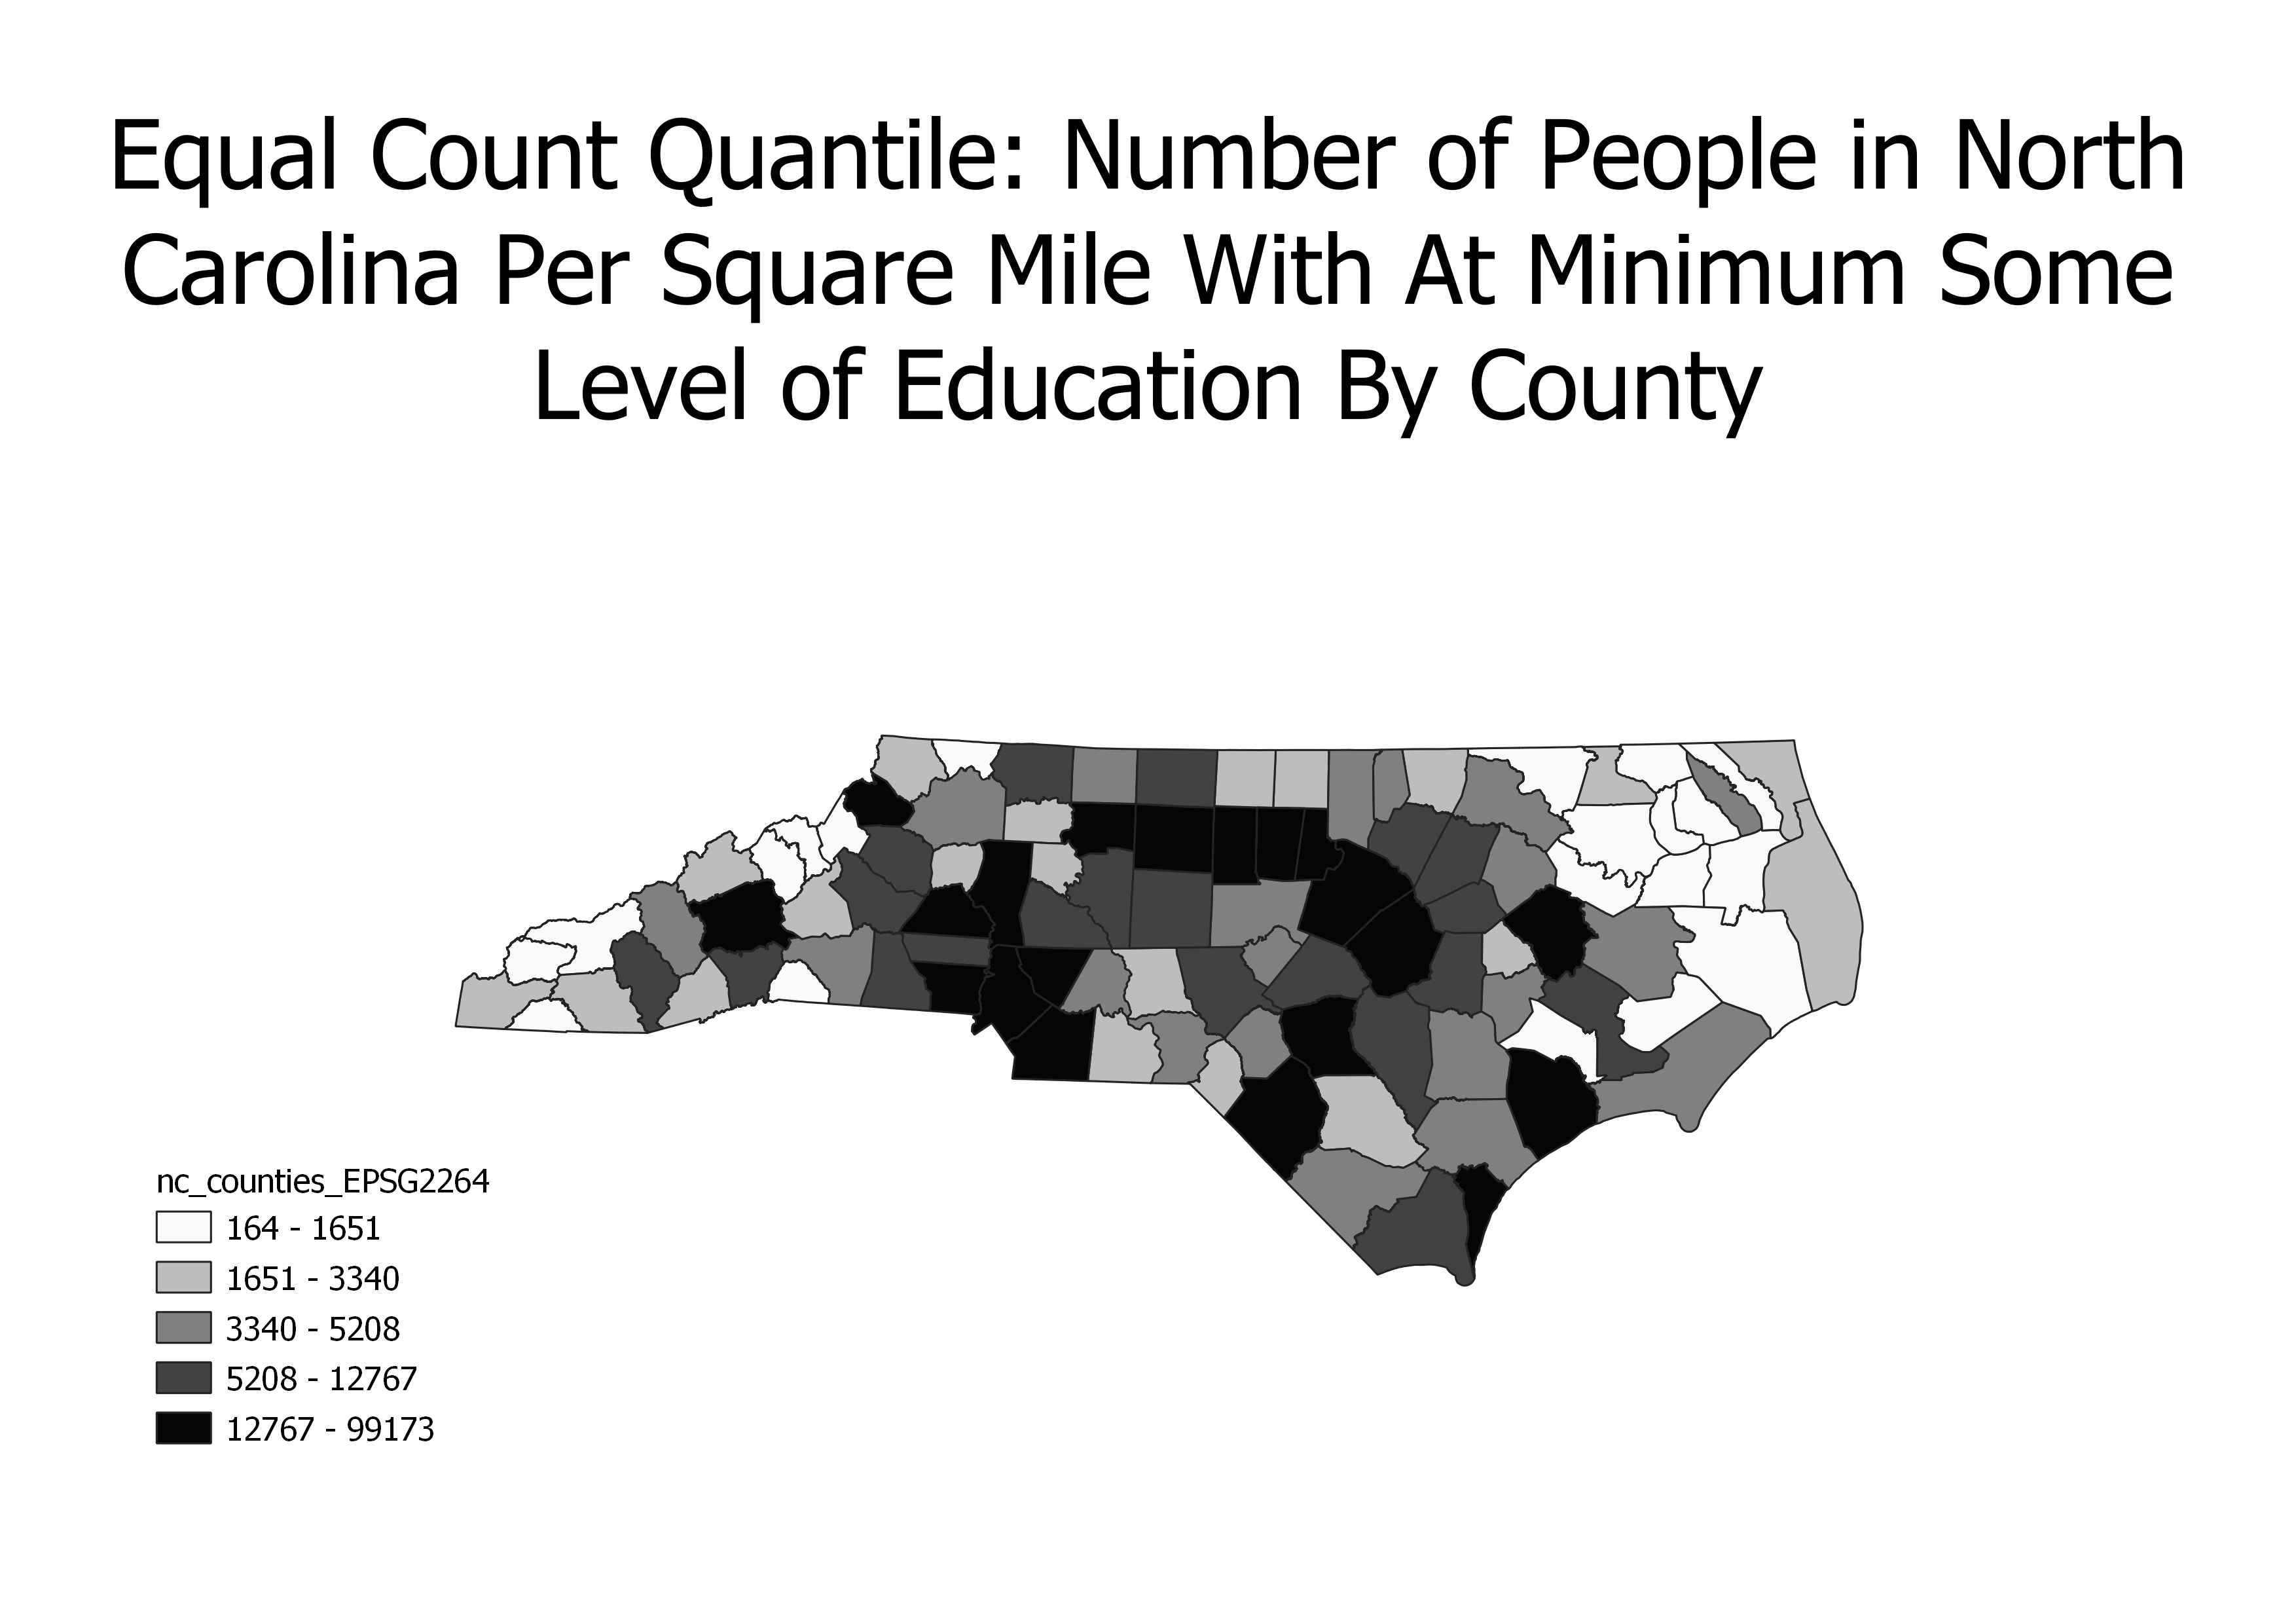 Equal Count Quantile: Number of People in North
Carolina Per Square Mile With At Minimum Some
Level of Education By County
nc_counties_EPSG2264
164 - 1651
1651 - 3340
3340 - 5208
5208 - 12767
12767 - 99173